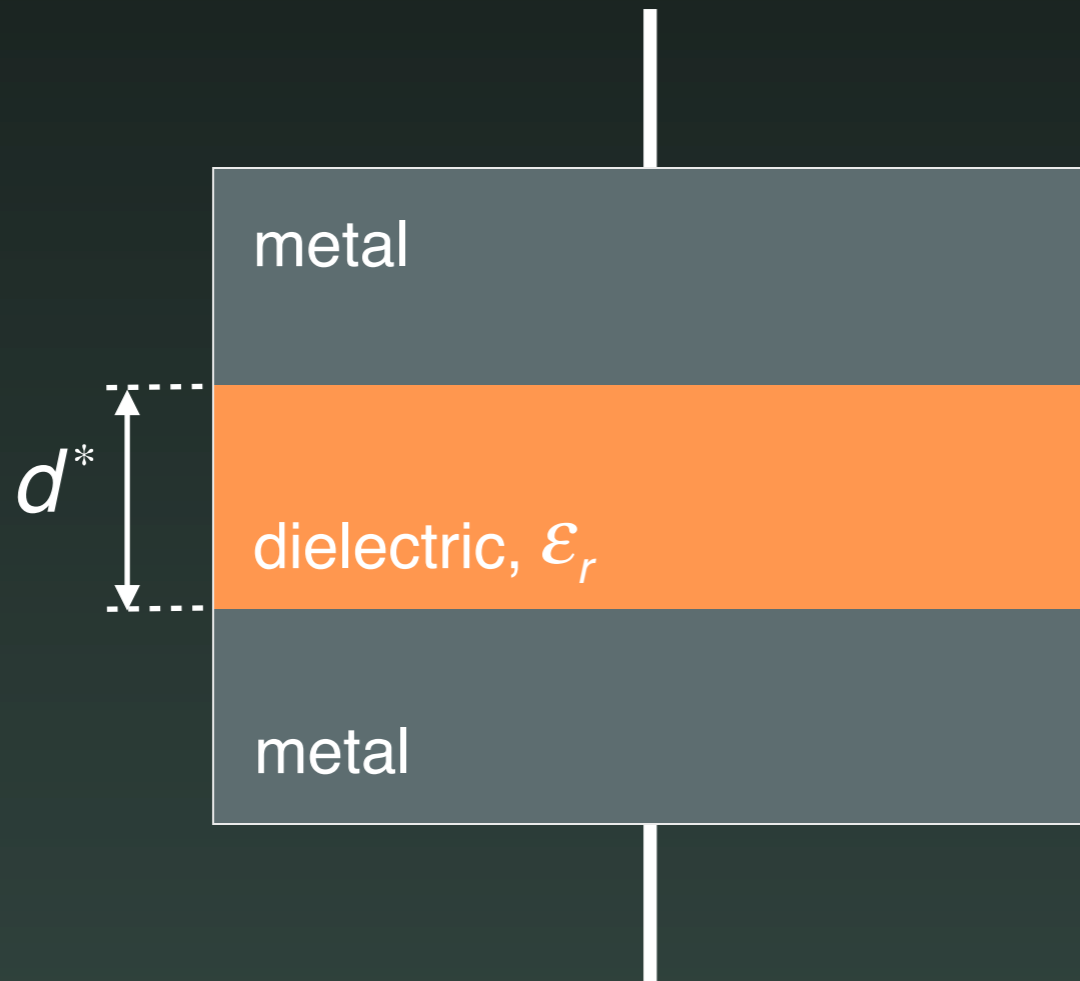 metal
d*
dielectric, εr
metal